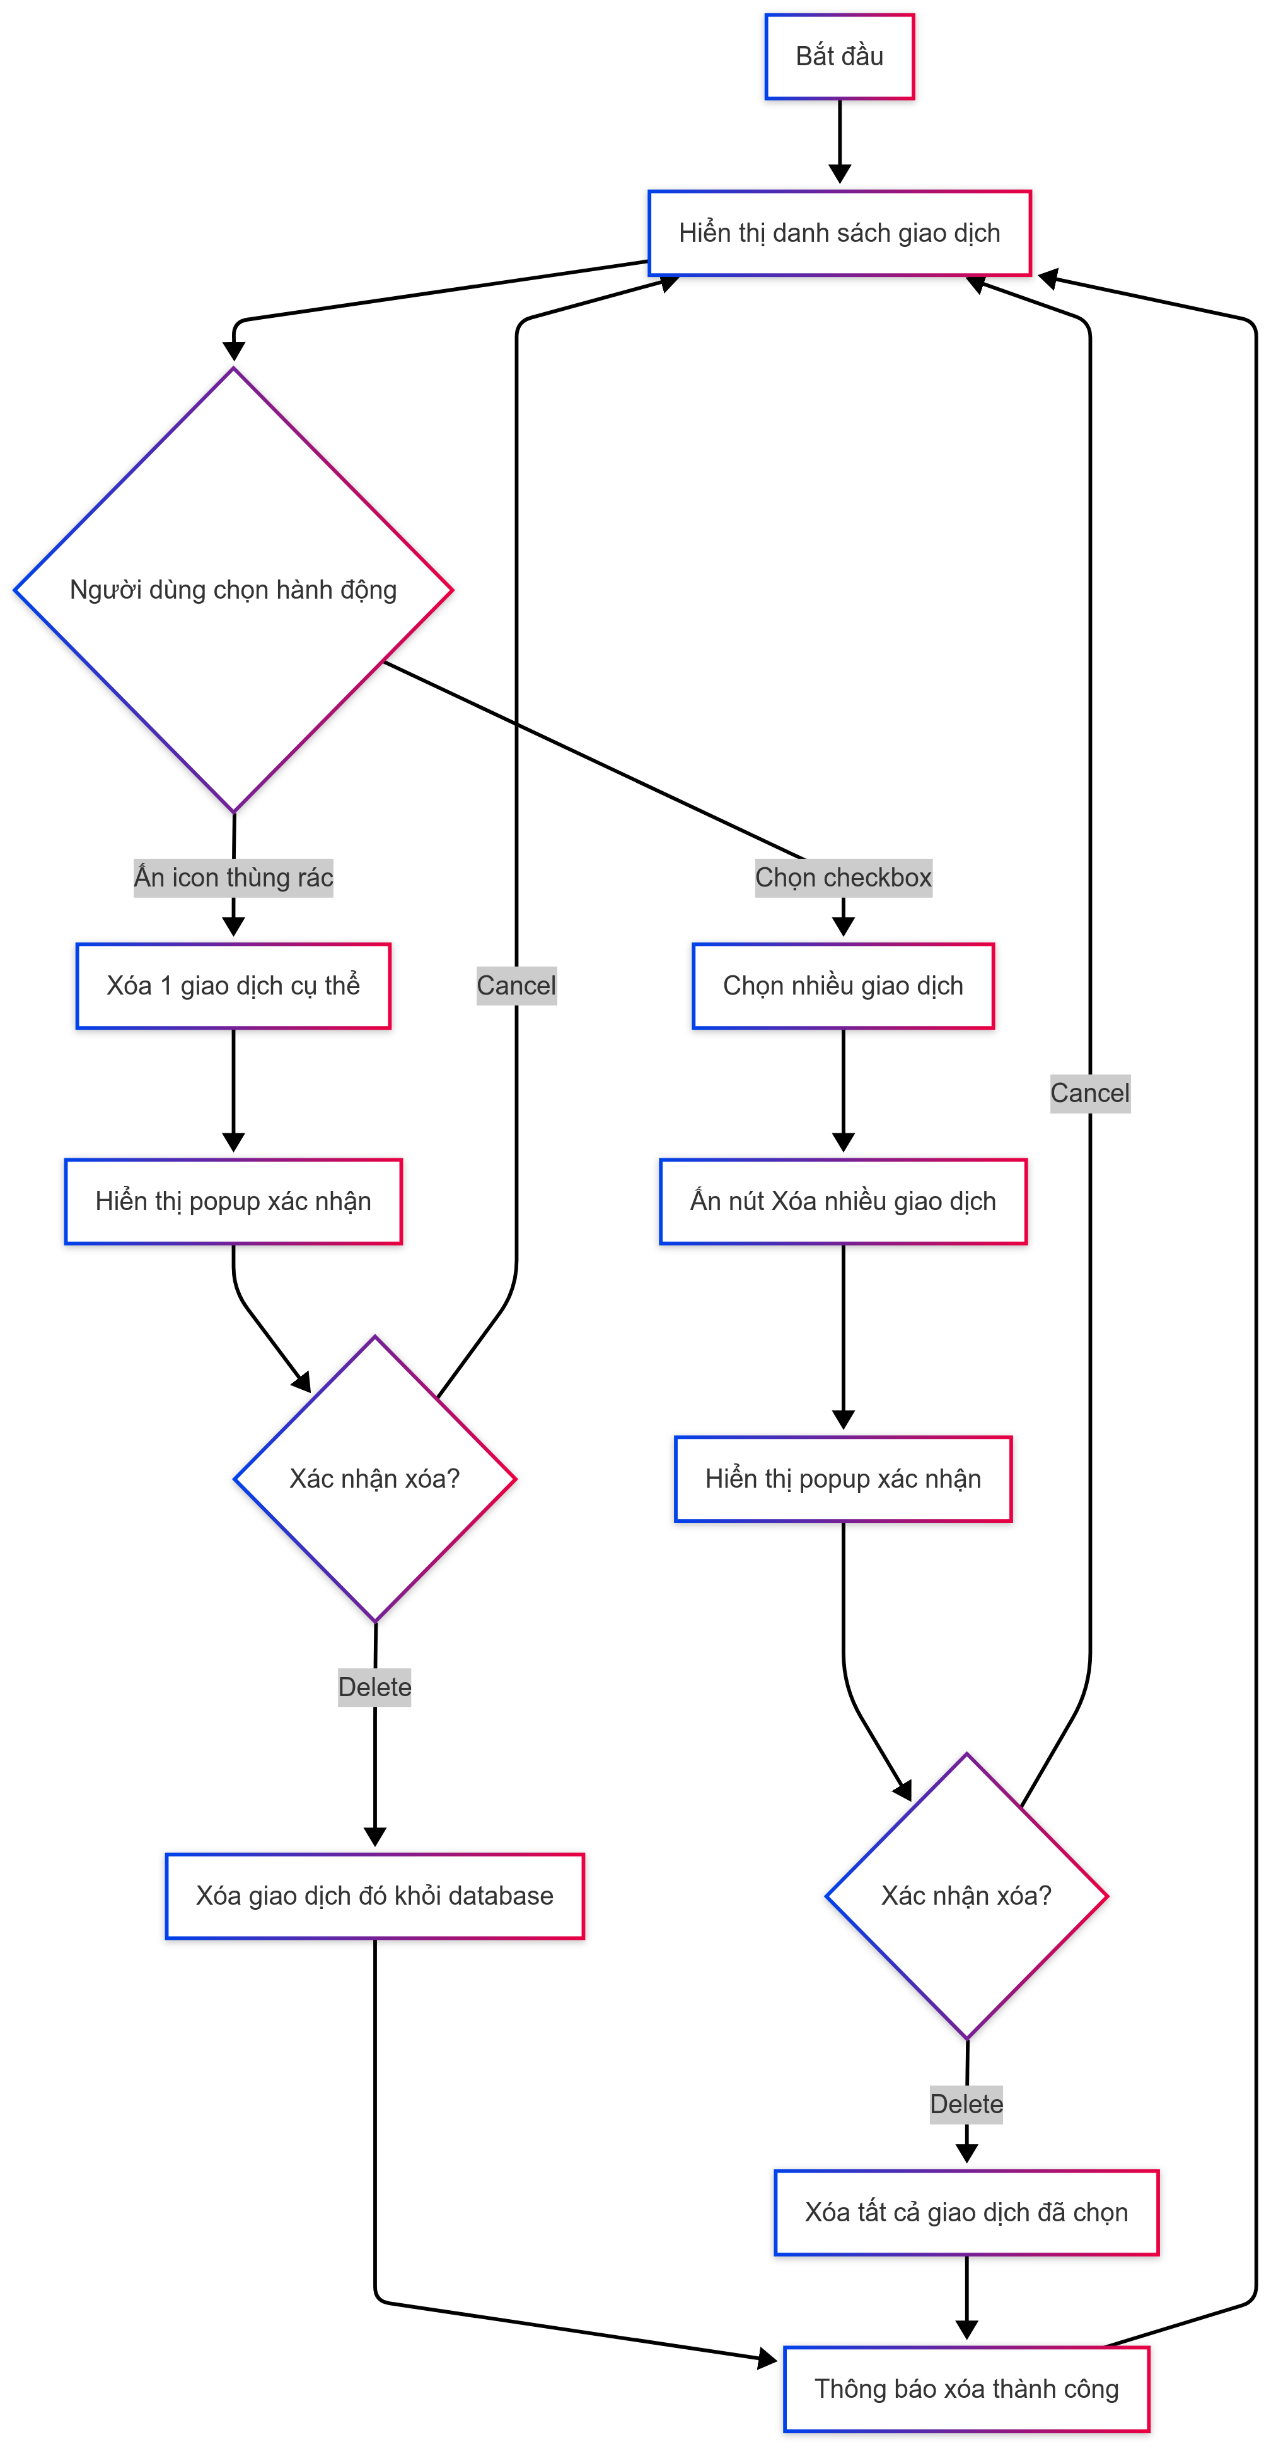 Bắt đầu
Hiển thị danh sách giao dịch
Người dùng chọn hành động
Ấn icon thùng rác
Chọn checkbox
Xóa 1 giao dịch cụ thể
Cancel
Chọn nhiều giao dịch
Cancel
Hiển thị popup xác nhận
Ấn nút Xóa nhiều giao dịch
Xác nhận xóa?
Hiển thị popup xác nhận
Delete
Xóa giao dịch đó khỏi database
Xác nhận xóa?
Delete
Xóa tất cả giao dịch đã chọn
Thông báo xóa thành công